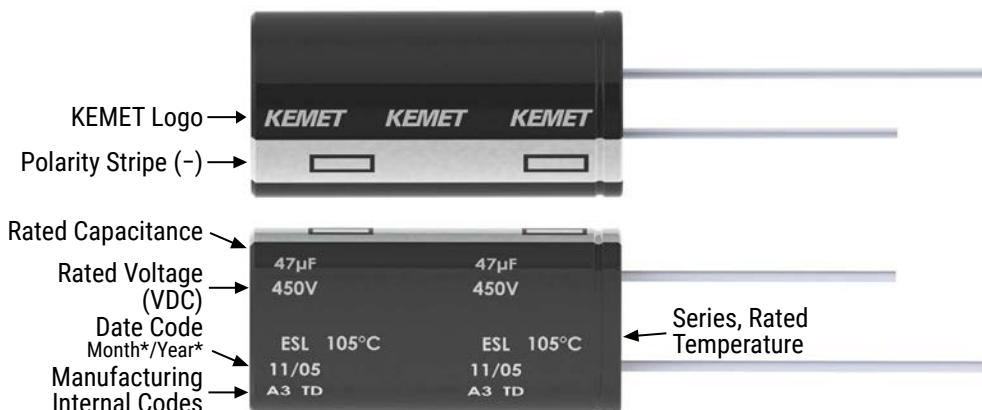 KEMET Logo
KEMET KEMET KEMET
Polarity Stripe (−)
Rated Capacitance
47µF 47µF
Rated Voltage
(VDC)
450V 450V
Date Code
Month*/Year*
ESL 105°C ESL 105°C
Series, Rated
Temperature
11/05 11/05
Manufacturing
Internal Codes
A3 TD A3 TD